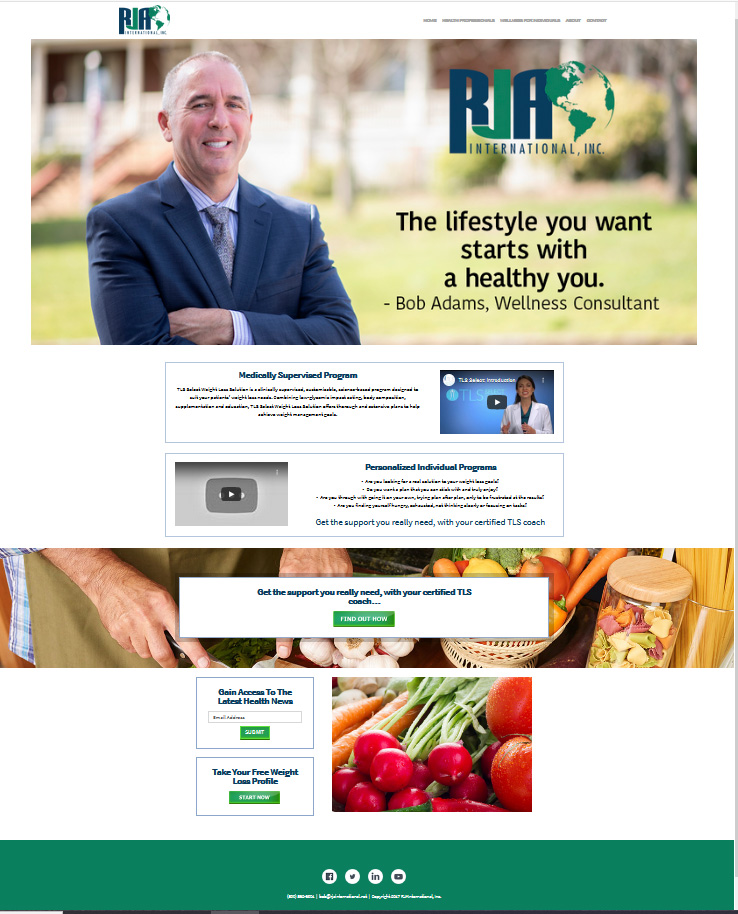 RJA
INTERNATIONAL, INC.
HOME HEALTH PROFESSIONALS WELLNESS FOR INDIVIDUALS ABOUT CONTACT
RJA
INTERNATIONAL, INC.
The lifestyle you want
starts with
a healthy you.
- Bob Adams, Wellness Consultant
Medically Supervised Program
TLS Select Weight Loss Solution is a clinically supervised, customizable, science-based program designed to
suit your patients' weight loss needs. Combining low-glycemic impact eating, body composition,
supplementation and education, TLS Select Weight Loss Solution offers thorough and extensive plans to help
achieve weight management goals.
TLS Select: Introduction
TLS
Personalized Individual Programs
- Are you looking for a real solution to your weight loss goals?
- Do you want a plan that you can stick with and truly enjoy?
- Are you through with going it on your own, trying plan after plan, only to be frustrated at the results?
- Are you finding yourself hungry, exhausted, not thinking clearly or focusing on tasks?
Get the support you really need, with your certified TLS coach
Get the support you really need, with your certified TLS
coach...
FIND OUT HOW
Gain Access To The
Latest Health News
Email Address
SUBMIT
Take Your Free Weight
Loss Profile
START NOW
| Copyright 2017 RJA International, Inc.